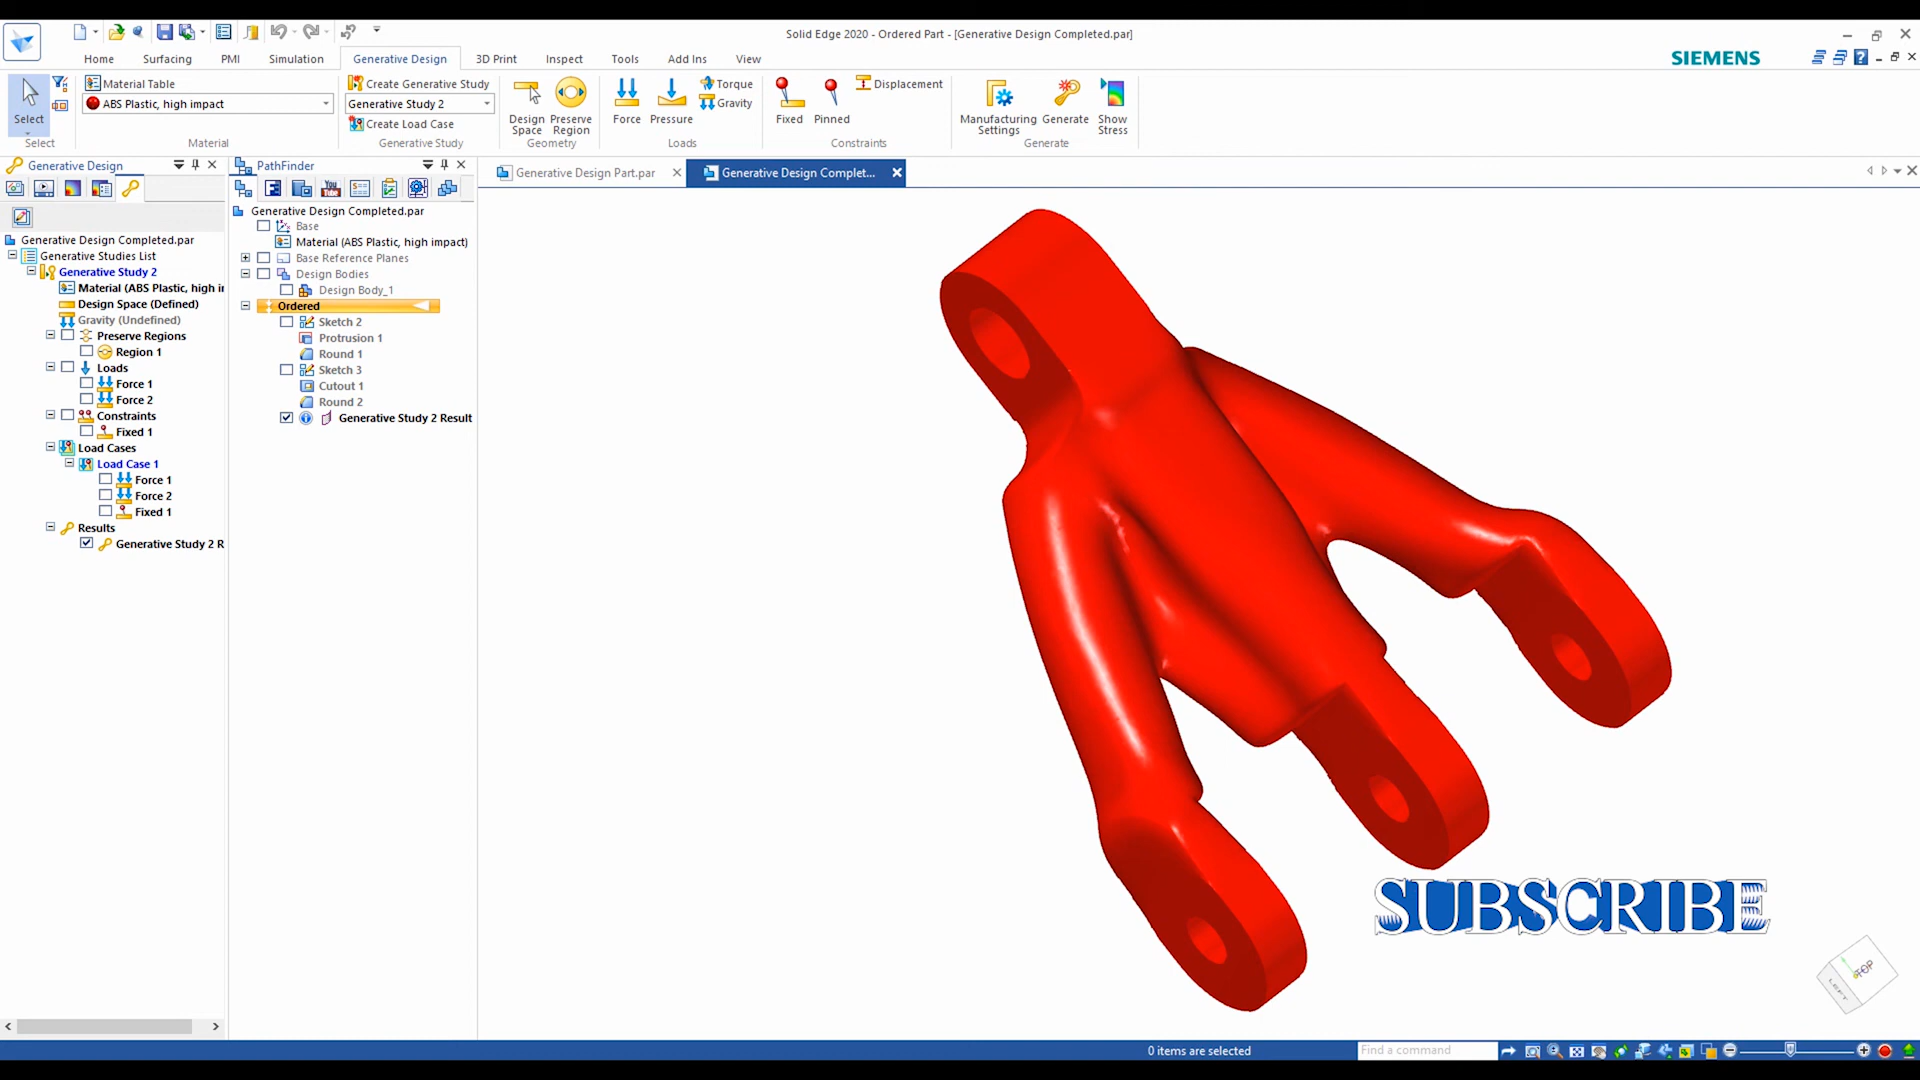 Solid Edge 2020 - Ordered Part - [Generative Design Completed.par]
Home Surfacing PMI Simulation Generative Design 3D Print Inspect Tools Add Ins View
SIEMENS
Select
Select
Material Table
ABS Plastic, high impact
Material
Create Generative Study
Generative Study 2
Create Load Case
Generative Study
Design Space
Preserve Region
Geometry
Force
Pressure
Torque
Gravity
Loads
Fixed
Pinned
Displacement
Constraints
Manufacturing Settings
Generate
Show Stress
Generate
Generative Design
Generative Design Completed.par
Generative Studies List
Generative Study 2
Material (ABS Plastic, high ir
Design Space (Defined)
Gravity (Undefined)
Preserve Regions
Region 1
Loads
Force 1
Force 2
Constraints
Fixed 1
Load Cases
Load Case 1
Force 1
Force 2
Fixed 1
Results
Generative Study 2 R
PathFinder
Generative Design Completed.par
Base
Material (ABS Plastic, high impact)
Base Reference Planes
Design Bodies
Design Body_1
Ordered
Sketch 2
Protrusion 1
Round 1
Sketch 3
Cutout 1
Round 2
Generative Study 2 Result
Generative Design Part.par
Generative Design Complet...
SUBSCRIBE
TOP
LEFT
0 items are selected
Find a command